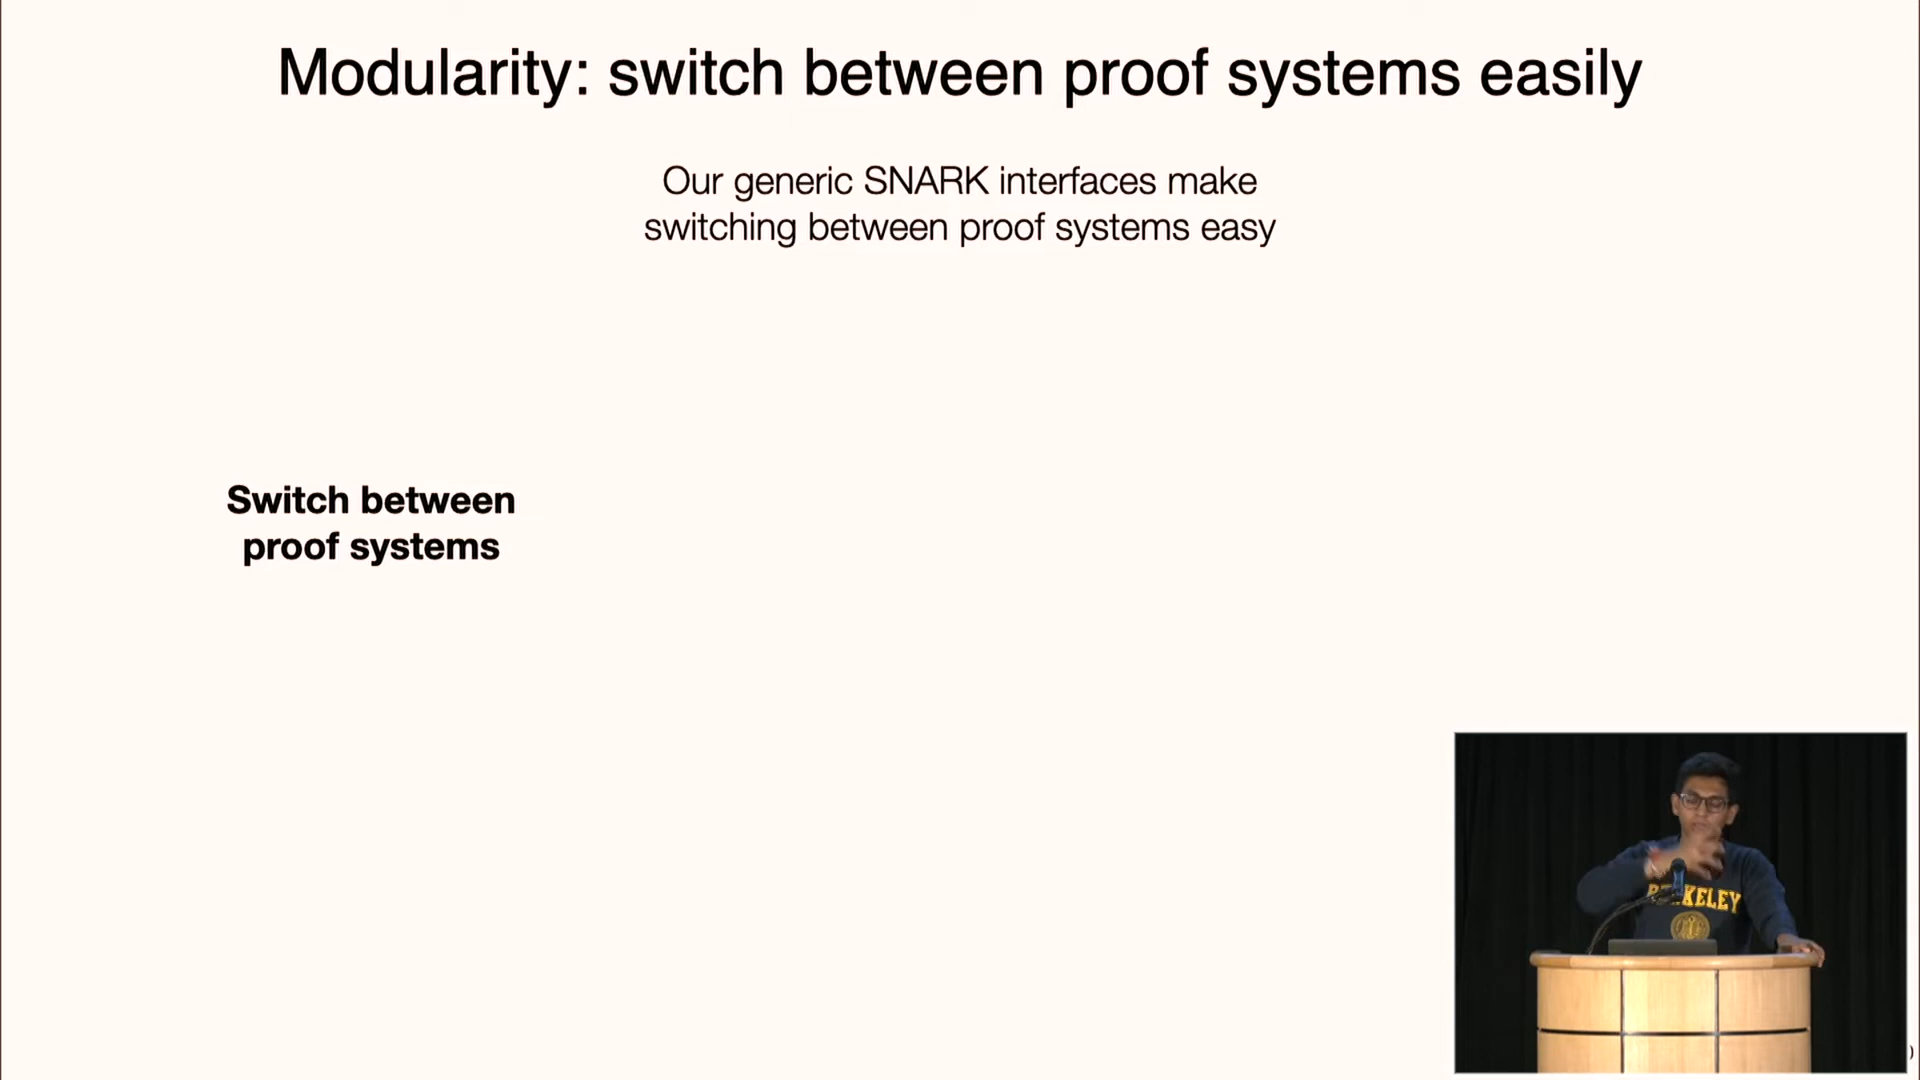 Modularity: switch between proof systems easily
Our generic SNARK interfaces make
switching between proof systems easy
Switch between
proof systems
KELEY
)